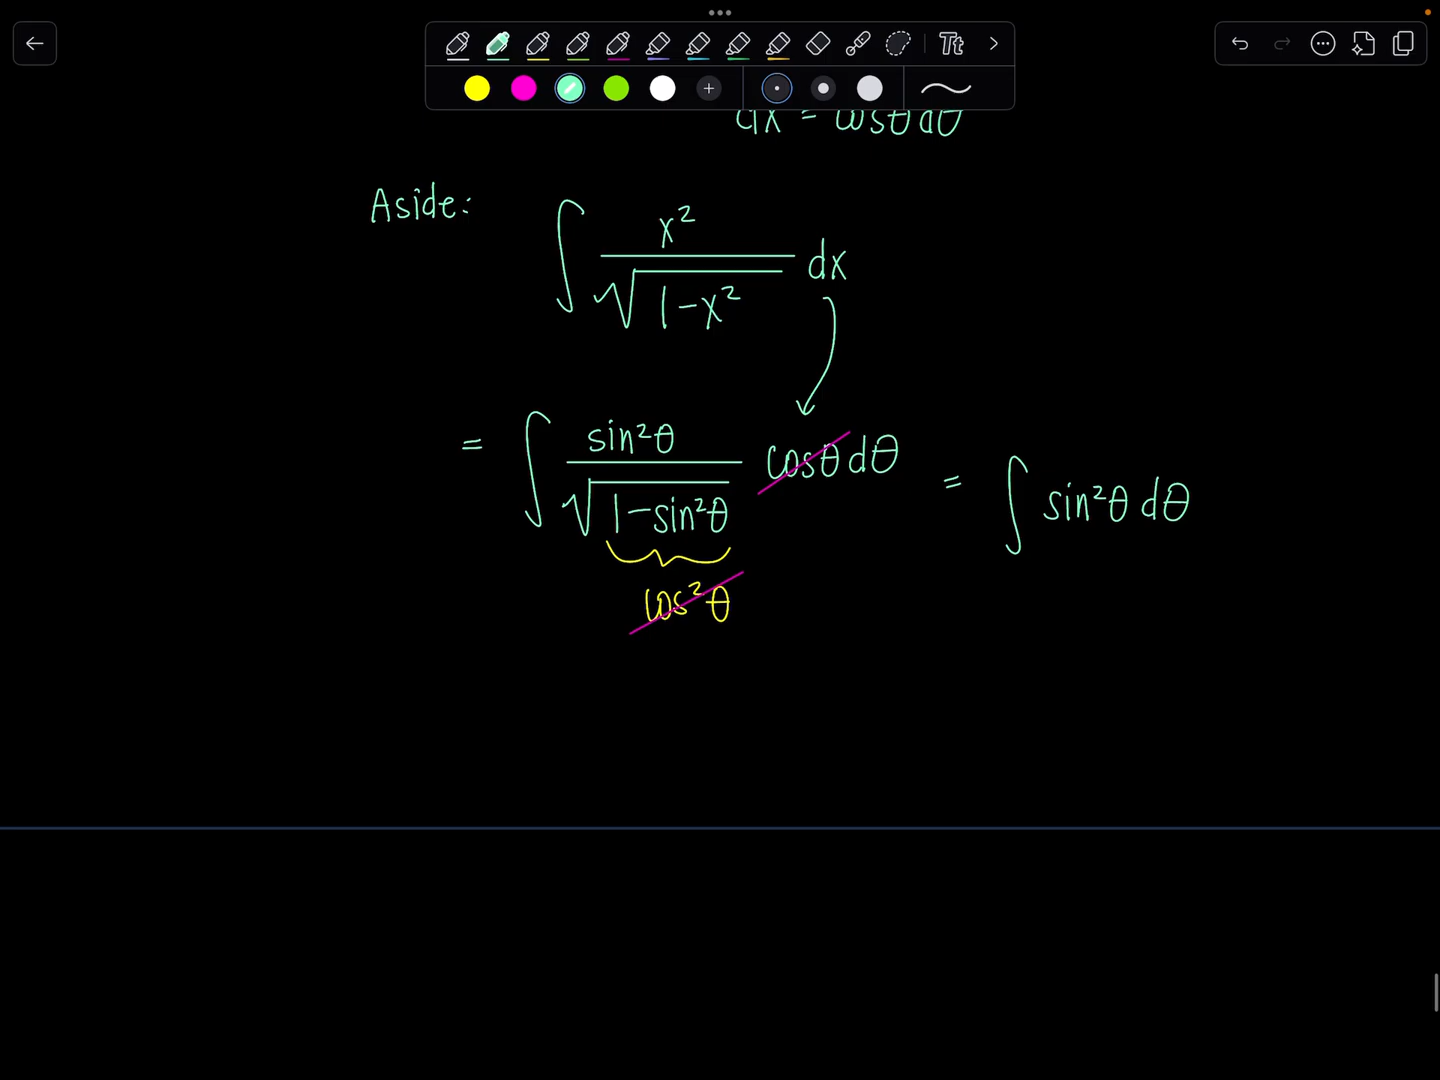 Tt
dx = cosθ dθ
Aside:
∫ x² / √(1-x²) dx
= ∫ sin²θ / √(1-sin²θ) cosθ dθ = ∫ sin²θ dθ
cos²θ